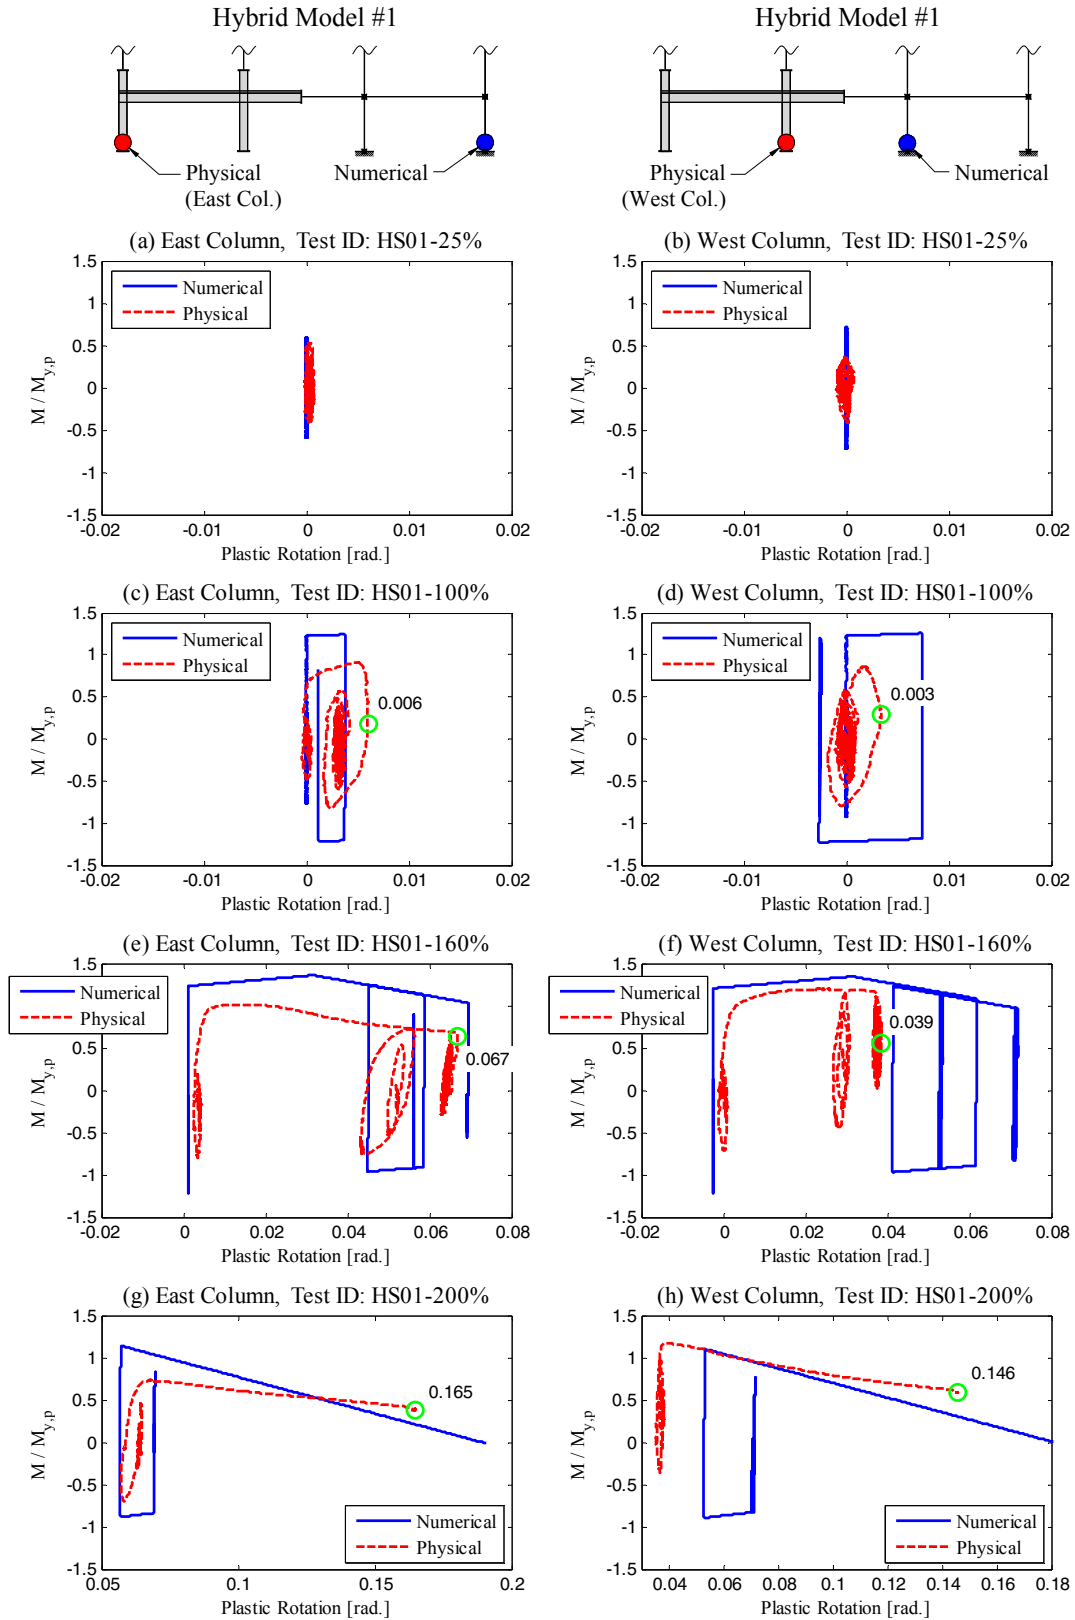 Hybrid Model #1
Hybrid Model #1
Physical
(East Col.)
Numerical
Physical
(West Col.)
Numerical
(a) East Column, Test ID: HS01-25%
1.5
1
0.5
0
-0.5
-1
-1.5
M / My,p
Numerical
Physical
-0.02
-0.01
0
0.01
0.02
Plastic Rotation [rad.]
(b) West Column, Test ID: HS01-25%
1.5
1
0.5
0
-0.5
-1
-1.5
M / My,p
Numerical
Physical
-0.02
-0.01
0
0.01
0.02
Plastic Rotation [rad.]
(c) East Column, Test ID: HS01-100%
1.5
1
0.5
0
-0.5
-1
-1.5
M / My,p
Numerical
Physical
0.006
-0.02
-0.01
0
0.01
0.02
Plastic Rotation [rad.]
(d) West Column, Test ID: HS01-100%
1.5
1
0.5
0
-0.5
-1
-1.5
M / My,p
Numerical
Physical
0.003
-0.02
-0.01
0
0.01
0.02
Plastic Rotation [rad.]
(e) East Column, Test ID: HS01-160%
1.5
1
0.5
0
-0.5
-1
-1.5
M / My,p
Numerical
Physical
0.067
-0.02
0
0.02
0.04
0.06
0.08
Plastic Rotation [rad.]
(f) West Column, Test ID: HS01-160%
1.5
1
0.5
0
-0.5
-1
-1.5
M / My,p
Numerical
Physical
0.039
-0.02
0
0.02
0.04
0.06
0.08
Plastic Rotation [rad.]
(g) East Column, Test ID: HS01-200%
1.5
1
0.5
0
-0.5
-1
-1.5
M / My,p
0.165
Numerical
Physical
0.05
0.1
0.15
0.2
Plastic Rotation [rad.]
(h) West Column, Test ID: HS01-200%
1.5
1
0.5
0
-0.5
-1
-1.5
M / My,p
0.146
Numerical
Physical
0.04
0.06
0.08
0.1
0.12
0.14
0.16
0.18
Plastic Rotation [rad.]